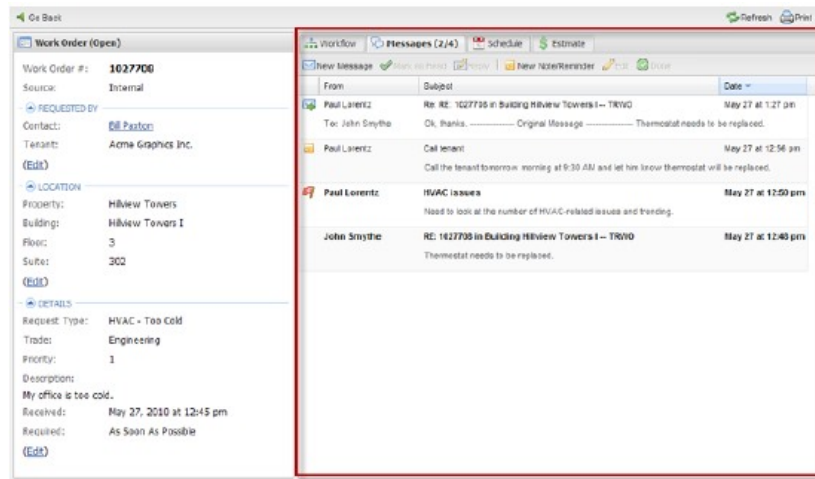 Go Back
Refresh Print
Work Order (Open)
Work Order #: 1027708
Source: Internal
REQUESTED BY
Contact: Bill Paxton
Tenant: Acme Graphics Inc.
(Edit)
LOCATION
Property: Hillview Towers
Building: Hillview Towers I
Floor: 3
Suite: 302
(Edit)
DETAILS
Request Type: HVAC - Too Cold
Trade: Engineering
Priority: 1
Description:
My office is too cold.
Received: May 27, 2010 at 12:45 pm
Required: As Soon As Possible
(Edit)
Workflow Messages (2/4) Schedule Estimate
New Message Mark as Read Reply New Note/Reminder Edit Done
From Subject Date
Paul Lorentz Re: RE: 1027708 in Building Hillview Towers I -- TR/WO May 27 at 1:27 pm
To: John Smythe Ok, thanks. ---------------- Original Message ---------------- Thermostat needs to be replaced.
Paul Lorentz Call tenant May 27 at 12:56 pm
Call the tenant tomorrow morning at 9:30 AM and let him know thermostat will be replaced.
Paul Lorentz HVAC issues May 27 at 12:50 pm
Need to look at the number of HVAC-related issues and trending.
John Smythe RE: 1027708 in Building Hillview Towers I -- TR/WO May 27 at 12:48 pm
Thermostat needs to be replaced.